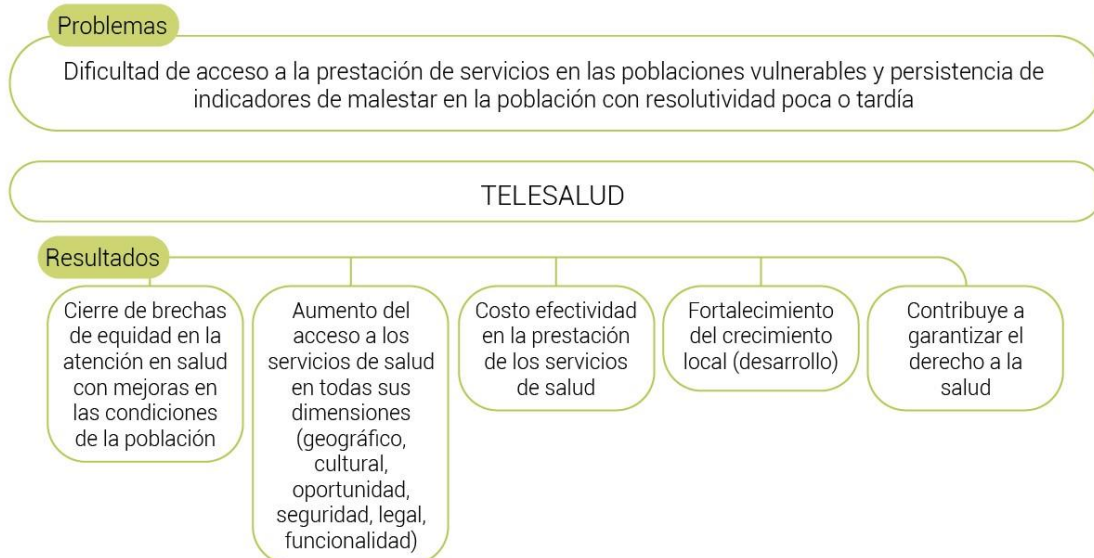 Problemas
Dificultad de acceso a la prestación de servicios en las poblaciones vulnerables y persistencia de
indicadores de malestar en la población con resolutividad poca o tardía
TELESALUD
Resultados
Cierre de brechas
de equidad en la
atención en salud
con mejoras en
las condiciones
de la población
Aumento del
acceso a los
servicios de salud
en todas sus
dimensiones
(geográfico,
cultural,
oportunidad,
seguridad, legal,
funcionalidad)
Costo efectividad
en la prestación
de los servicios
de salud
Fortalecimiento
del crecimiento
local (desarrollo)
Contribuye a
garantizar el
derecho a la
salud